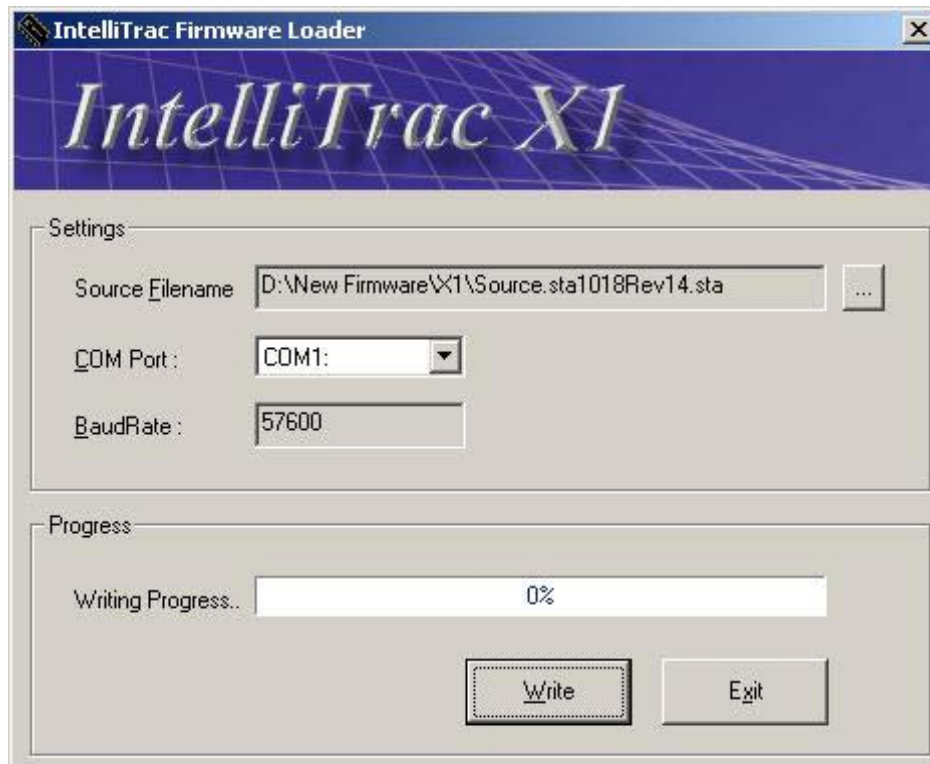 IntelliTrac Firmware Loader
IntelliTrac X1
Settings
Source Filename D:\New Firmware\X1\Source.sta1018Rev14.sta ...
COM Port : COM1:
BaudRate : 57600
Progress
Writing Progress.. 0%
Write Exit